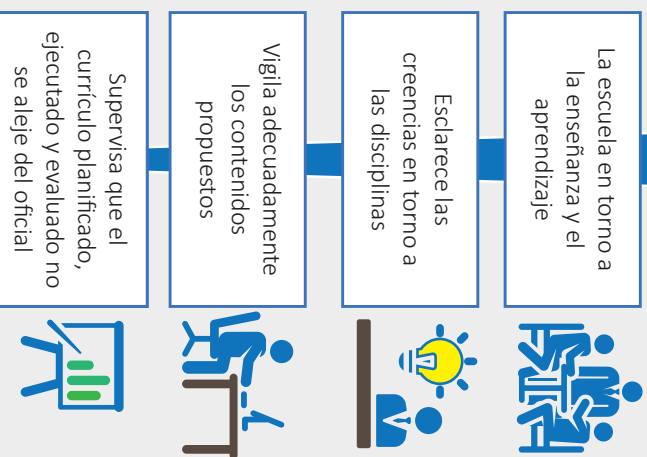 La escuela en torno a
la enseñanza y el
aprendizaje
Esclarece las
creencias en torno a
las disciplinas
Vigila adecuadamente
los contenidos
propuestos
Supervisa que el
currículo planificado,
ejecutado y evaluado no
se aleje del oficial